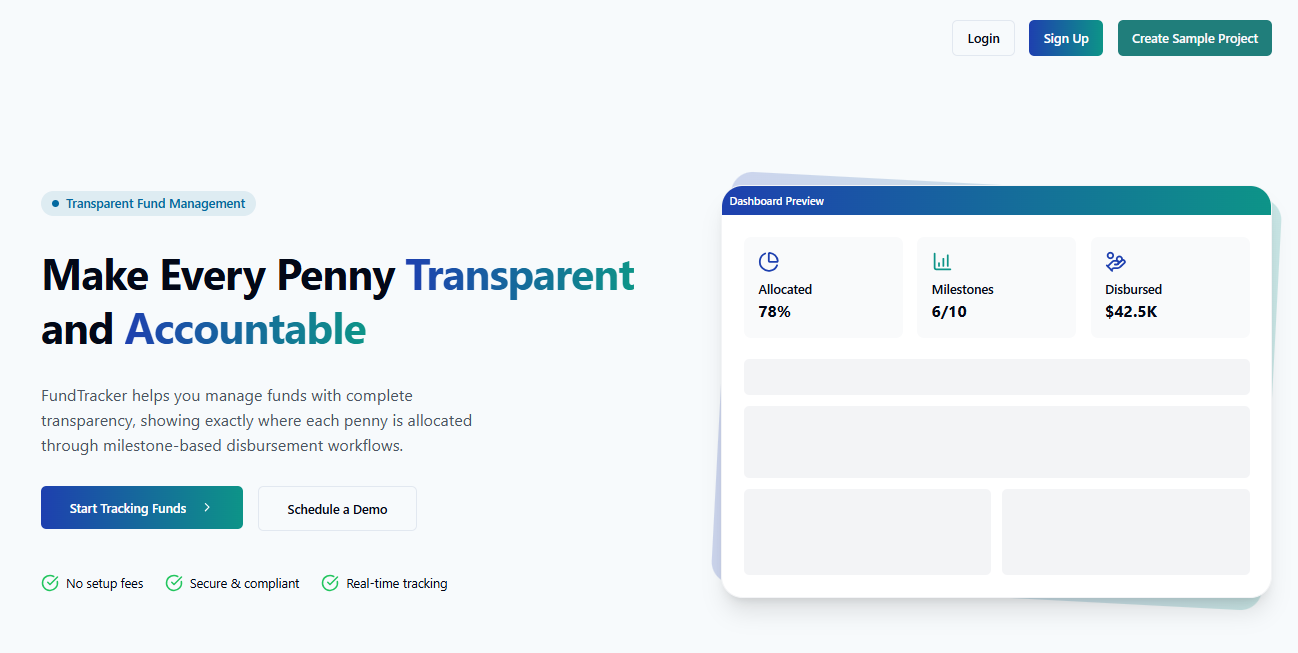 Login
Sign Up
Create Sample Project
Transparent Fund Management
Make Every Penny Transparent
and Accountable
FundTracker helps you manage funds with complete
transparency, showing exactly where each penny is allocated
through milestone-based disbursement workflows.
Start Tracking Funds
Schedule a Demo
No setup fees
Secure & compliant
Real-time tracking
Dashboard Preview
Allocated
78%
Milestones
6/10
Disbursed
$42.5K